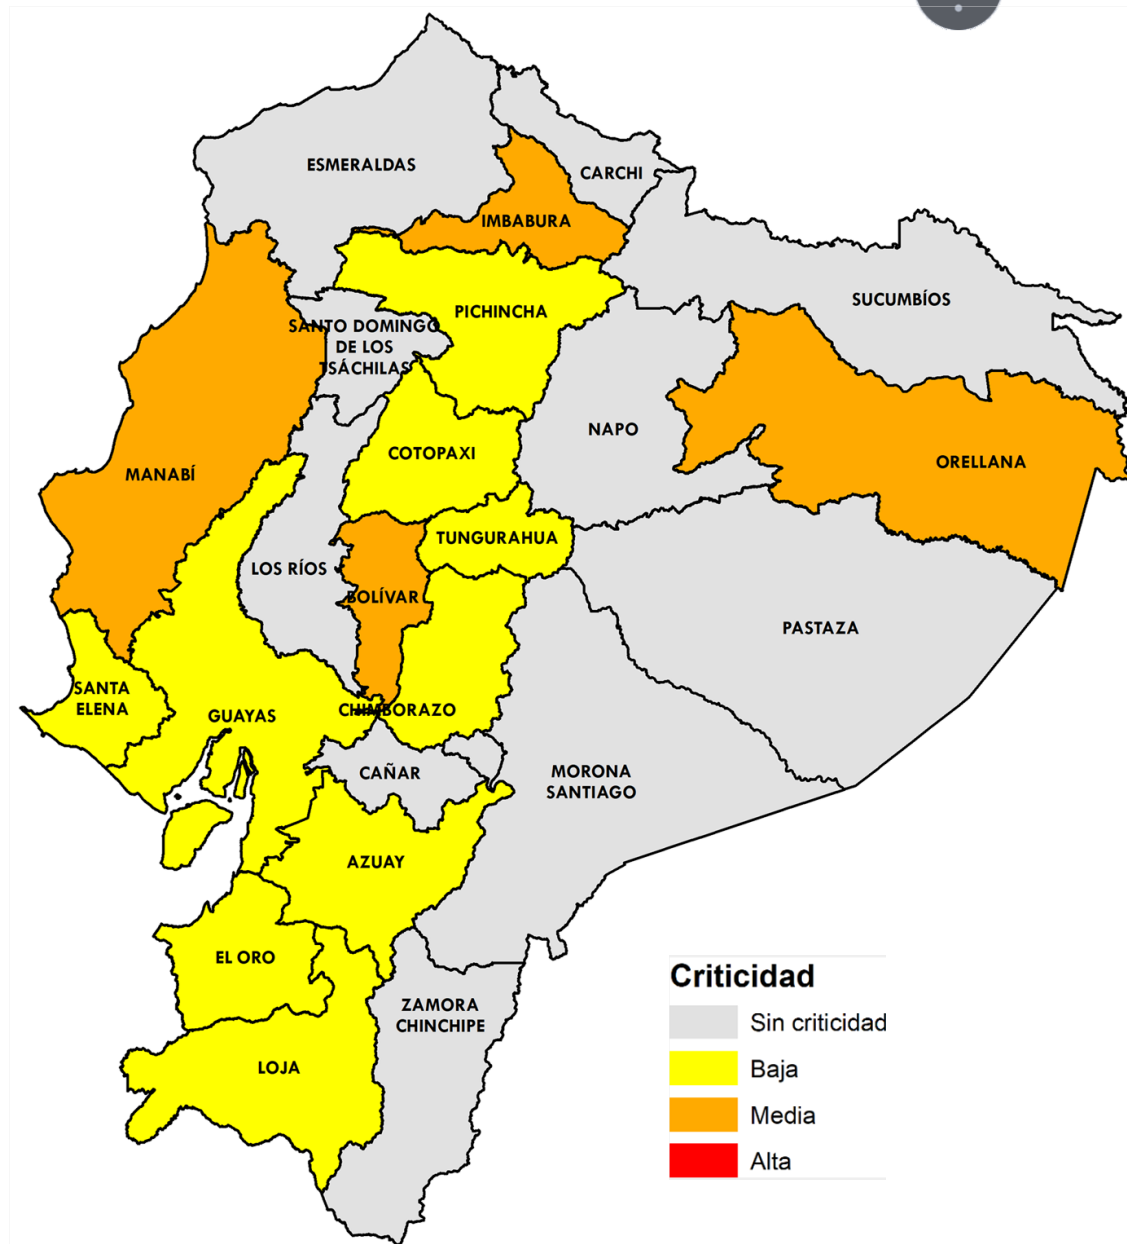 ESMERALDAS
CARCHI
IMBABURA
SUCUMBÍOS
PICHINCHA
SANTO DOMINGO
DE LOS
TSÁCHILAS
NAPO
COTOPAXI
ORELLANA
MANABÍ
TUNGURAHUA
LOS RÍOS
BOLÍVAR
PASTAZA
SANTA
ELENA
GUAYAS
CHIMBORAZO
CAÑAR
MORONA
SANTIAGO
AZUAY
EL ORO
ZAMORA
CHINCHIPE
LOJA
Criticidad
Sin criticidad
Baja
Media
Alta